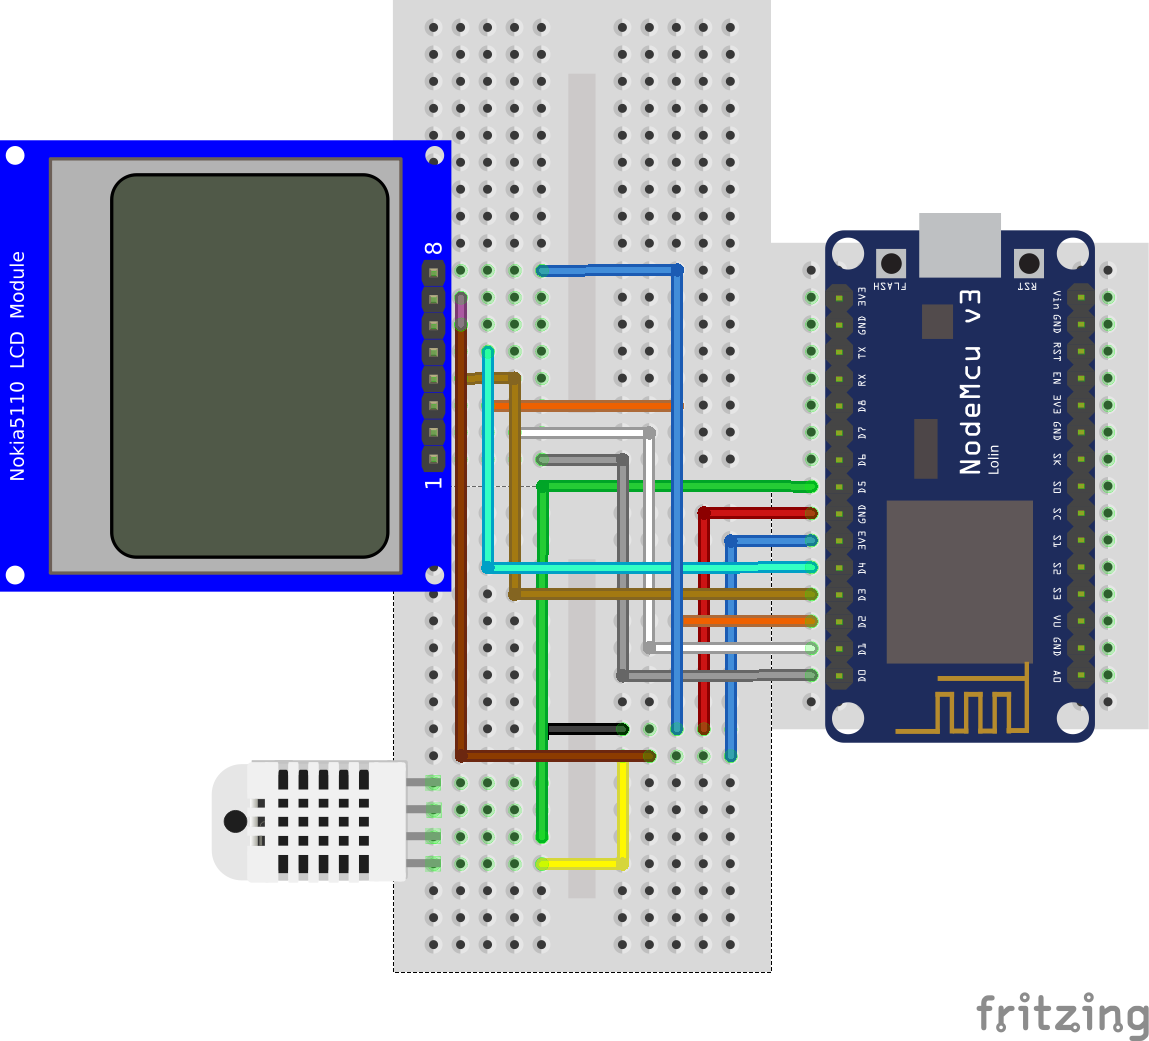 8
Nokia5110 LCD Module
1
FLASH
RST
3V3
GND
TX
RX
D8
D7
D6
D5
GND
3V3
D4
D3
D2
D1
D0
NodeMcu v3
Lolin
Vin
GND
RST
EN
3V3
GND
SK
SO
SC
S1
S2
S3
VU
GND
A0
fritzing